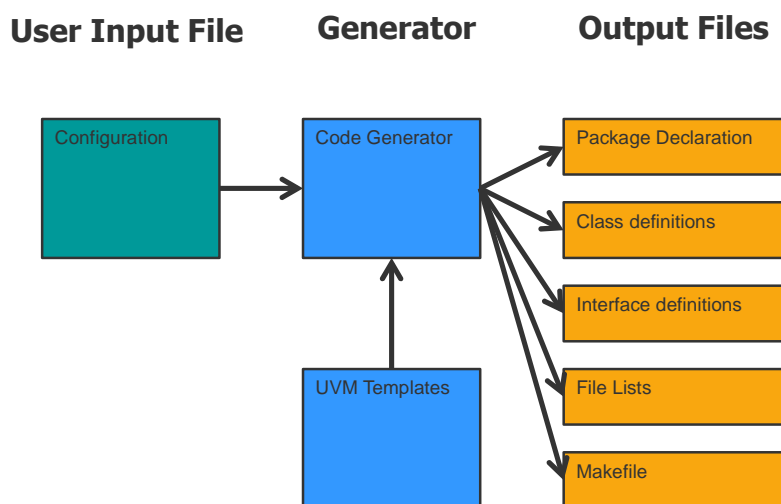 User Input File
Generator
Output Files
Configuration
Code Generator
Package Declaration
Class definitions
Interface definitions
UVM Templates
File Lists
Makefile